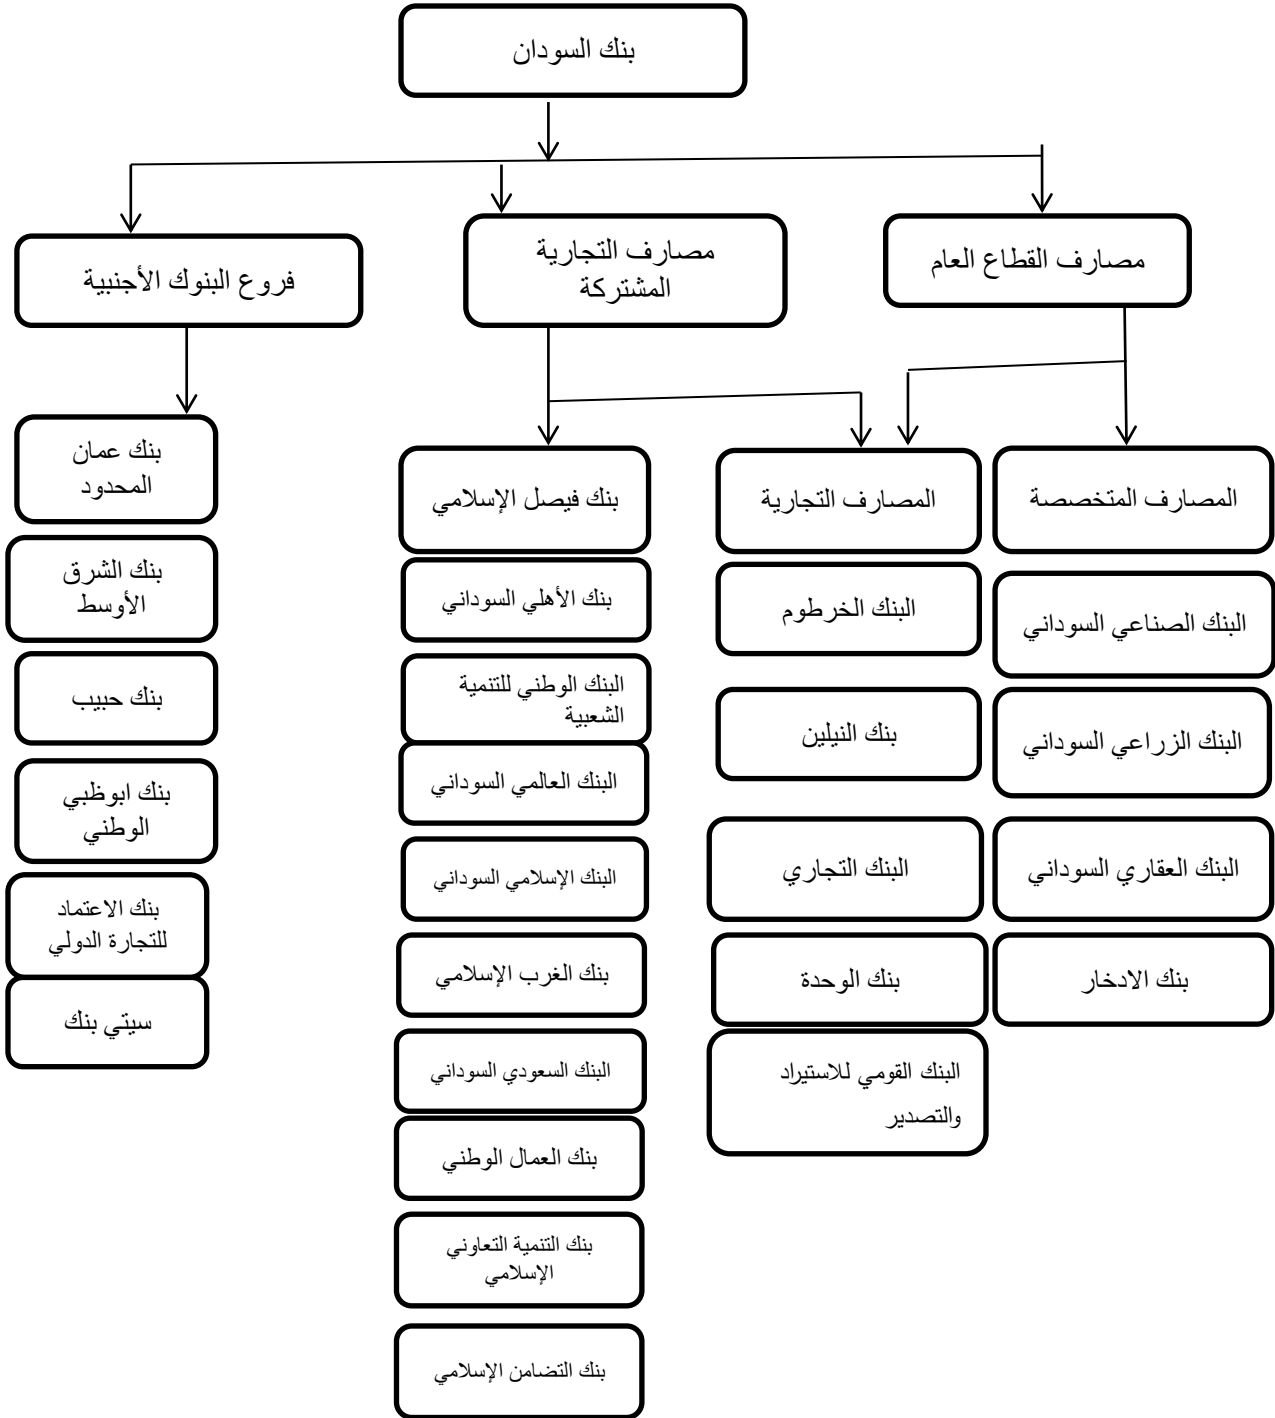 بنك السودان
مصارف القطاع العام
مصارف التجارية
المشتركة
فروع البنوك الأجنبية
المصارف المتخصصة
البنك الصناعي السوداني
البنك الزراعي السوداني
البنك العقاري السوداني
بنك الادخار
المصارف التجارية
البنك الخرطوم
بنك النيلين
البنك التجاري
بنك الوحدة
البنك القومي للاستيراد
والتصدير
بنك فيصل الإسلامي
بنك الأهلي السوداني
البنك الوطني للتنمية
الشعبية
البنك العالمي السوداني
البنك الإسلامي السوداني
بنك الغرب الإسلامي
البنك السعودي السوداني
بنك العمال الوطني
بنك التنمية التعاوني
الإسلامي
بنك التضامن الإسلامي
بنك عمان
المحدود
بنك الشرق
الأوسط
بنك حبيب
بنك ابوظبي
الوطني
بنك الاعتماد
للتجارة الدولي
سيتي بنك